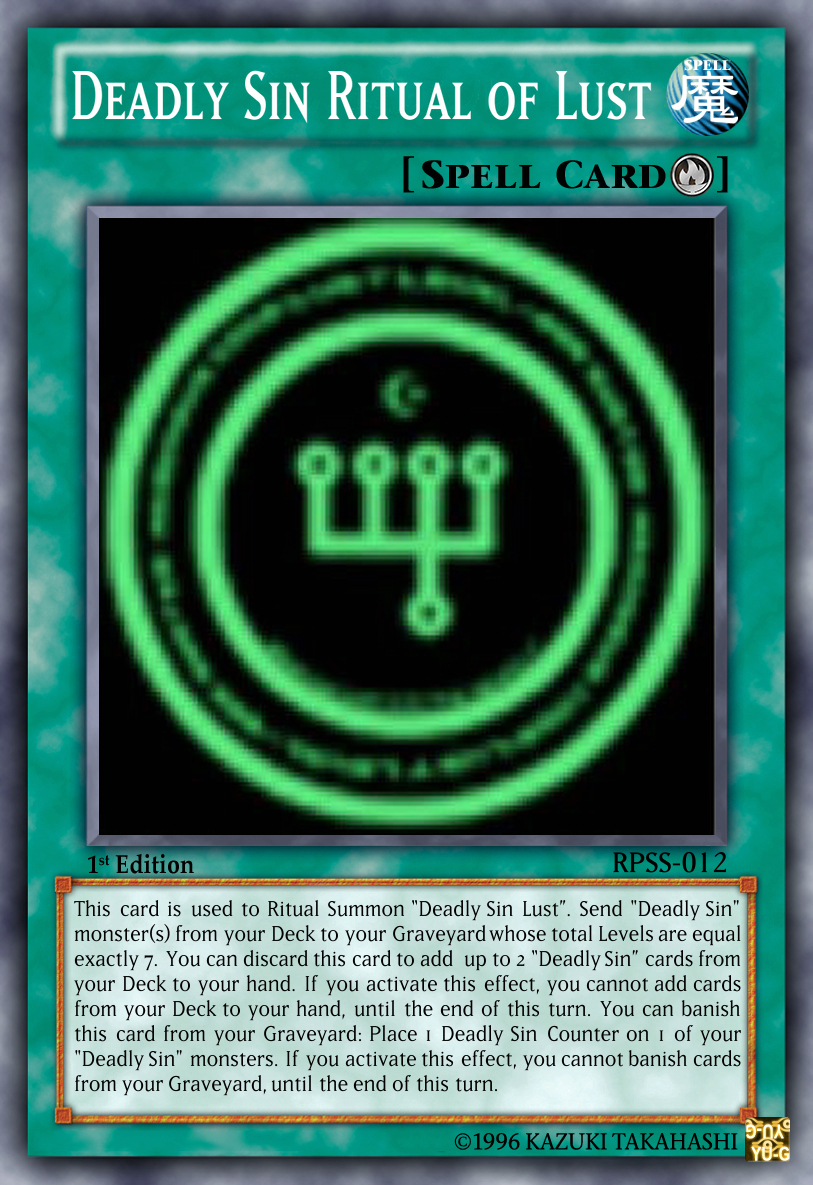 Deadly Sin Ritual of Lust
SPELL
魔
[Spell Card]
1st Edition
RPSS-012
This card is used to Ritual Summon "Deadly Sin Lust". Send "Deadly Sin"
monster(s) from your Deck to your Graveyard whose total Levels are equal
exactly 7. You can discard this card to add up to 2 "Deadly Sin" cards from
your Deck to your hand. If you activate this effect, you cannot add cards
from your Deck to your hand, until the end of this turn. You can banish
this card from your Graveyard: Place 1 Deadly Sin Counter on 1 of your
"Deadly Sin" monsters. If you activate this effect, you cannot banish cards
from your Graveyard, until the end of this turn.
©1996 KAZUKI TAKAHASHI